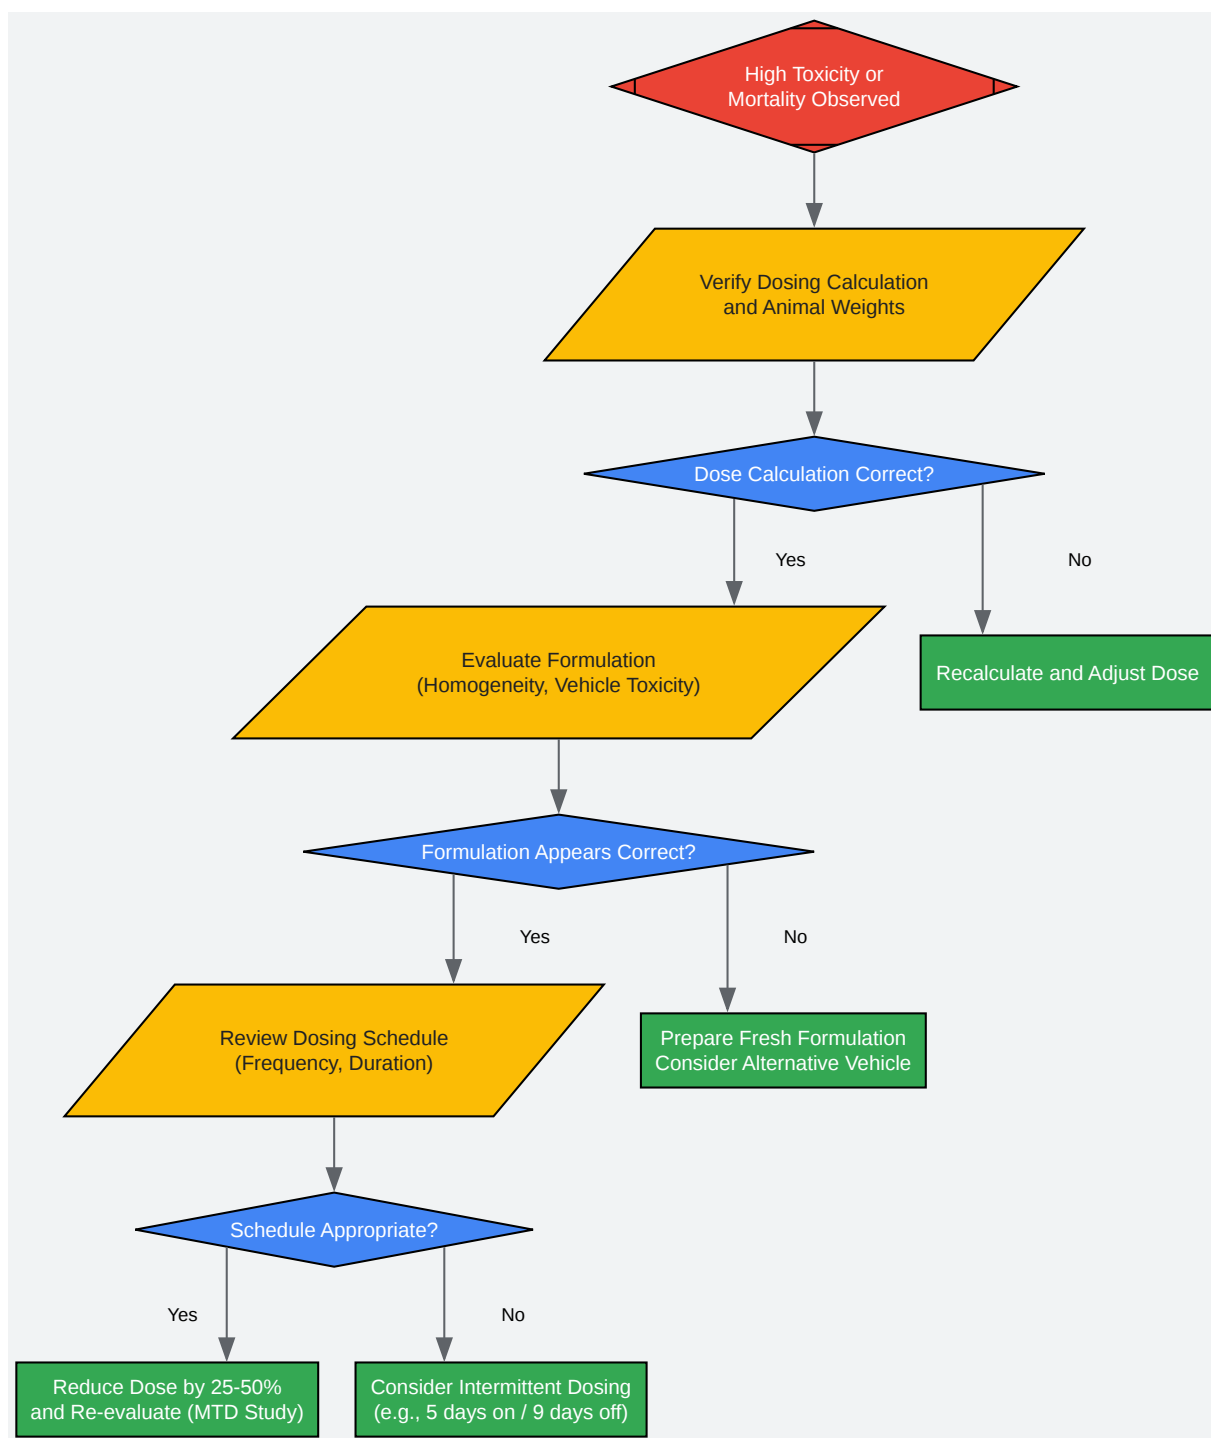 High Toxicity or
Mortality Observed
Verify Dosing Calculation
and Animal Weights
Dose Calculation Correct?
Yes
No
Evaluate Formulation
(Homogeneity, Vehicle Toxicity)
Recalculate and Adjust Dose
Formulation Appears Correct?
Yes
No
Review Dosing Schedule
(Frequency, Duration)
Prepare Fresh Formulation
Consider Alternative Vehicle
Schedule Appropriate?
Yes
No
Reduce Dose by 25-50%
and Re-evaluate (MTD Study)
Consider Intermittent Dosing
(e.g., 5 days on / 9 days off)